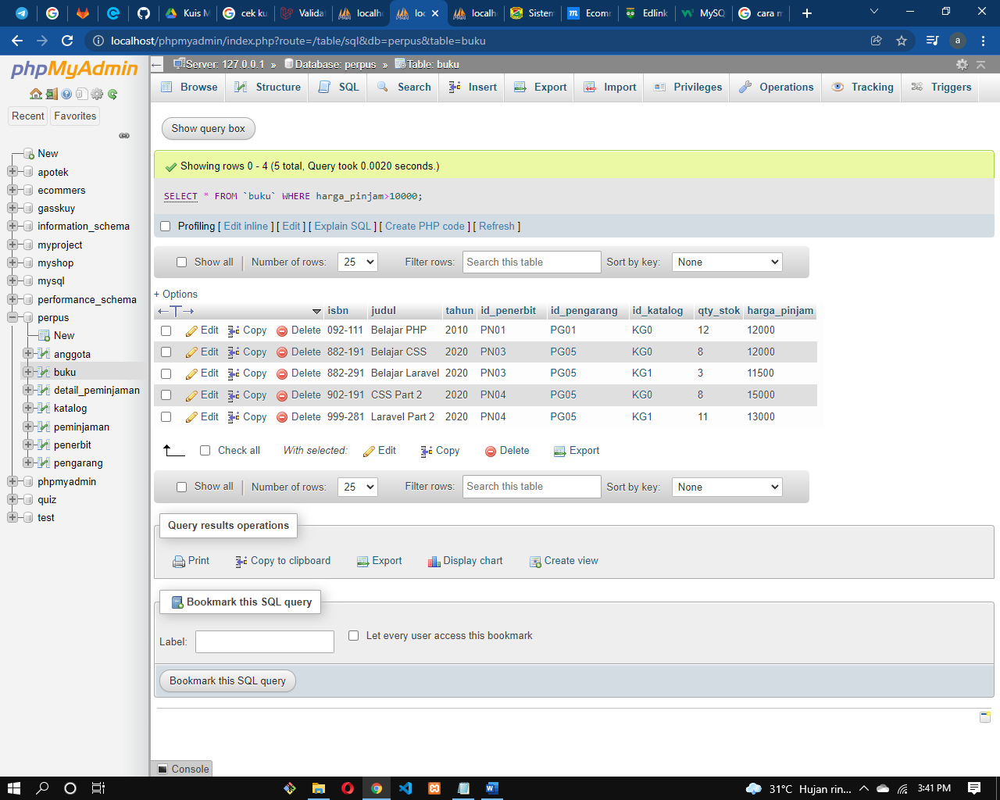 Kuis M
cek ku
Valida
localho
loc
localh
Sistem
Ecomr
Edlink
MySQ
cara m
localhost/phpmyadmin/index.php?route=/table/sql&db=perpus&table=buku
a
phpMyAdmin
Recent
Favorites
New
apotek
ecommers
gasskuy
information_schema
myproject
myshop
mysql
performance_schema
perpus
New
anggota
buku
detail_peminjaman
katalog
peminjaman
penerbit
pengarang
phpmyadmin
quiz
test
Server: 127.0.0.1 » Database: perpus » Table: buku
Browse Structure SQL Search Insert Export Import Privileges Operations Tracking Triggers
Show query box
Showing rows 0 - 4 (5 total, Query took 0.0020 seconds.)
SELECT * FROM `buku` WHERE harga_pinjam>10000;
Profiling [ Edit inline ] [ Edit ] [ Explain SQL ] [ Create PHP code ] [ Refresh ]
Show all | Number of rows: 25 Filter rows: Search this table Sort by key: None
+ Options
←T→ isbn judul tahun id_penerbit id_pengarang id_katalog qty_stok harga_pinjam
Edit Copy Delete 092-111 Belajar PHP 2010 PN01 PG01 KG0 12 12000
Edit Copy Delete 882-191 Belajar CSS 2020 PN03 PG05 KG0 8 12000
Edit Copy Delete 882-291 Belajar Laravel 2020 PN03 PG05 KG1 3 11500
Edit Copy Delete 902-191 CSS Part 2 2020 PN04 PG05 KG0 8 15000
Edit Copy Delete 999-281 Laravel Part 2 2020 PN04 PG05 KG1 11 13000
Check all With selected: Edit Copy Delete Export
Show all | Number of rows: 25 Filter rows: Search this table Sort by key: None
Query results operations
Print Copy to clipboard Export Display chart Create view
Bookmark this SQL query
Label: Let every user access this bookmark
Bookmark this SQL query
Console
31°C Hujan rin... 3:41 PM